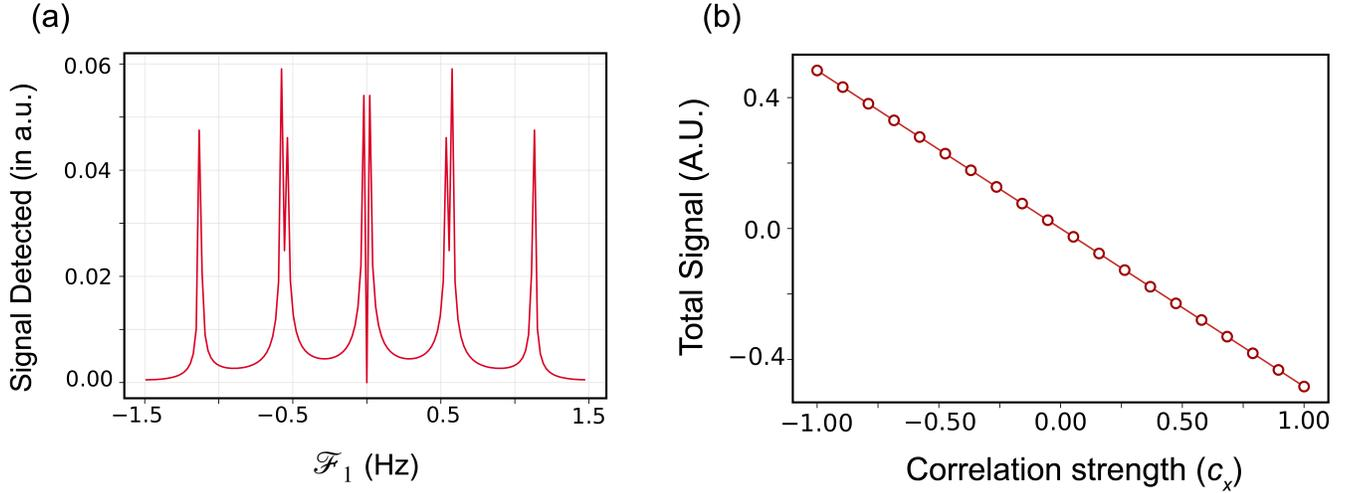 (a)
Signal Detected (in a.u.)
0.06
0.04
0.02
0.00
−1.5 −0.5 0.5 1.5
ℱ1 (Hz)
(b)
Total Signal (A.U.)
0.4
0.0
−0.4
−1.00 −0.50 0.00 0.50 1.00
Correlation strength (cx)